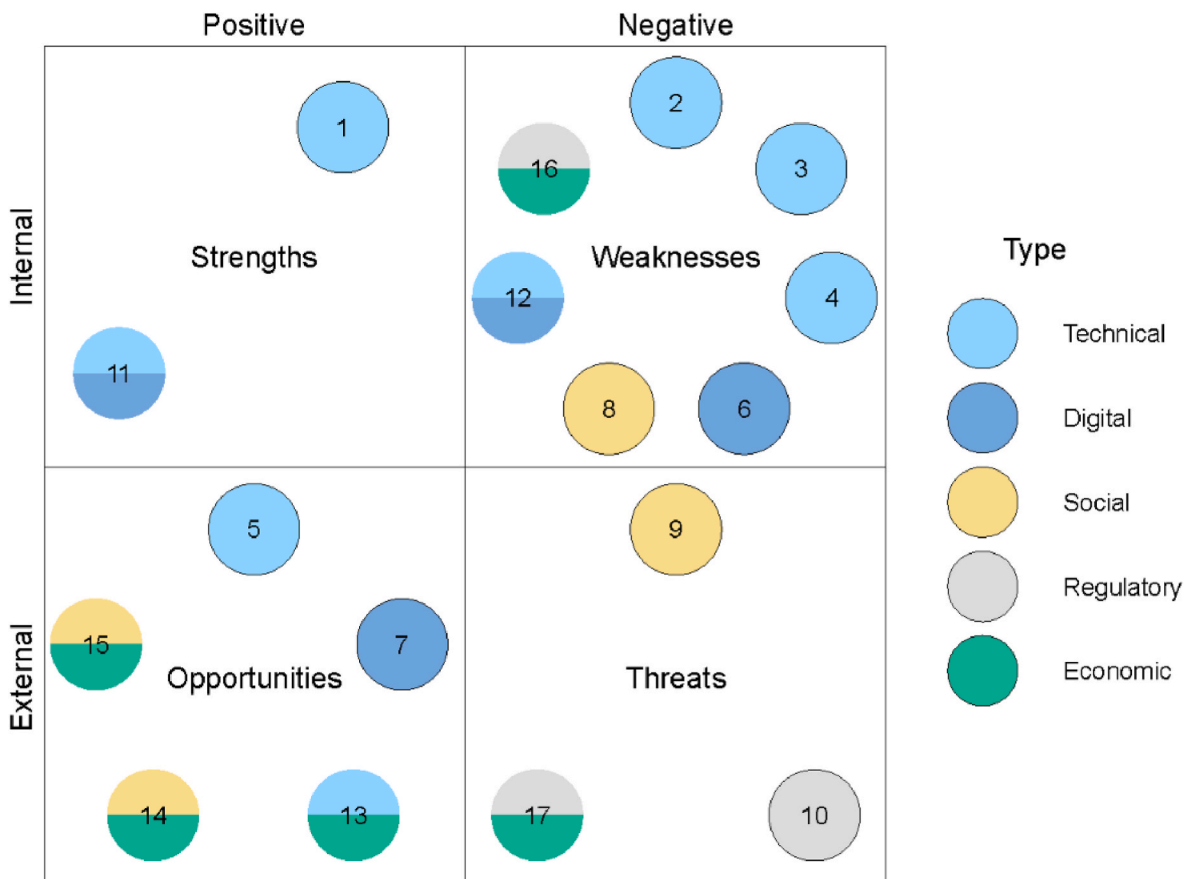 Positive
Negative
Internal
External
1
11
Strengths
2
3
16
Weaknesses
12
4
8
6
5
15
7
Opportunities
14
13
9
Threats
17
10
Type
Technical
Digital
Social
Regulatory
Economic